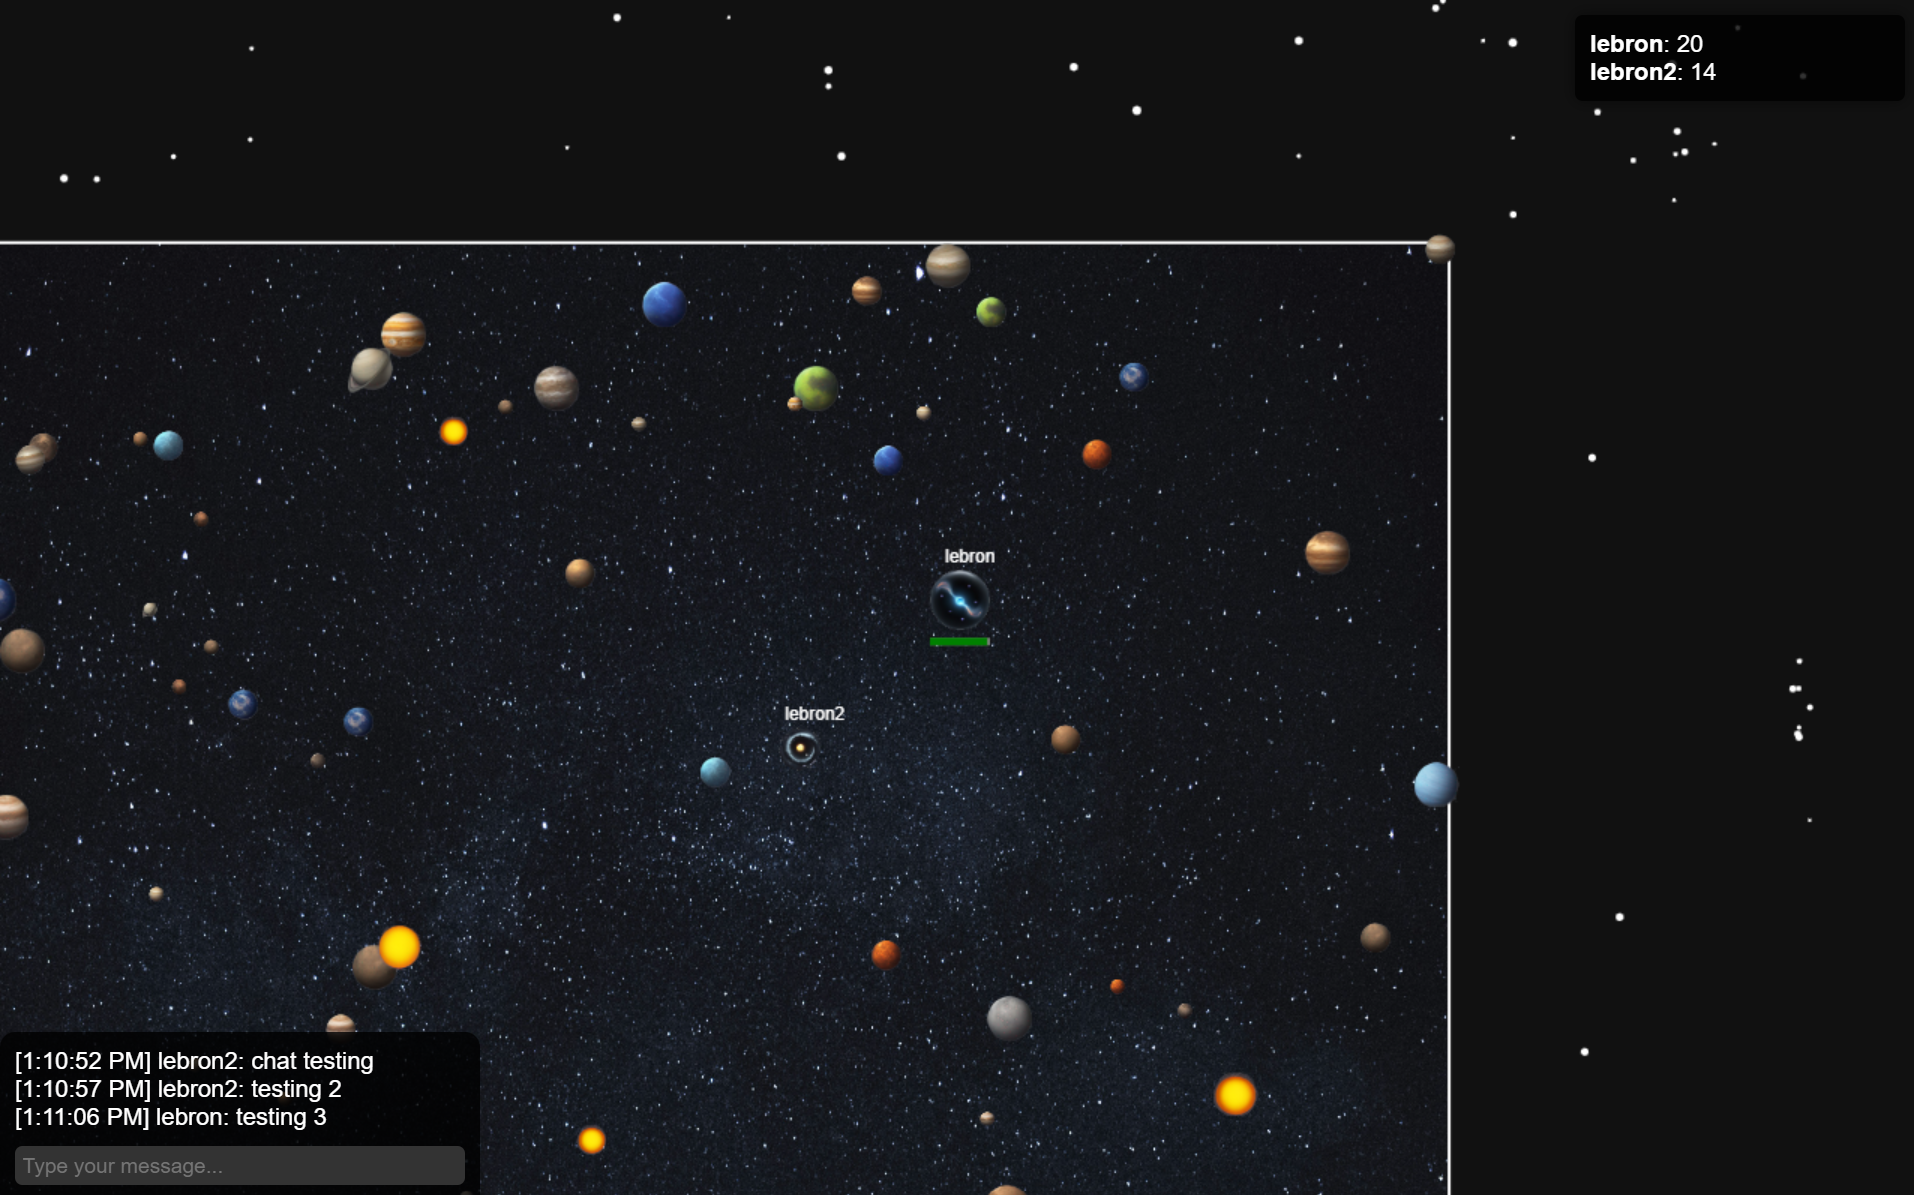 lebron: 20
lebron2: 14
lebron
lebron2
[1:10:52 PM] lebron2: chat testing
[1:10:57 PM] lebron2: testing 2
[1:11:06 PM] lebron: testing 3
Type your message...